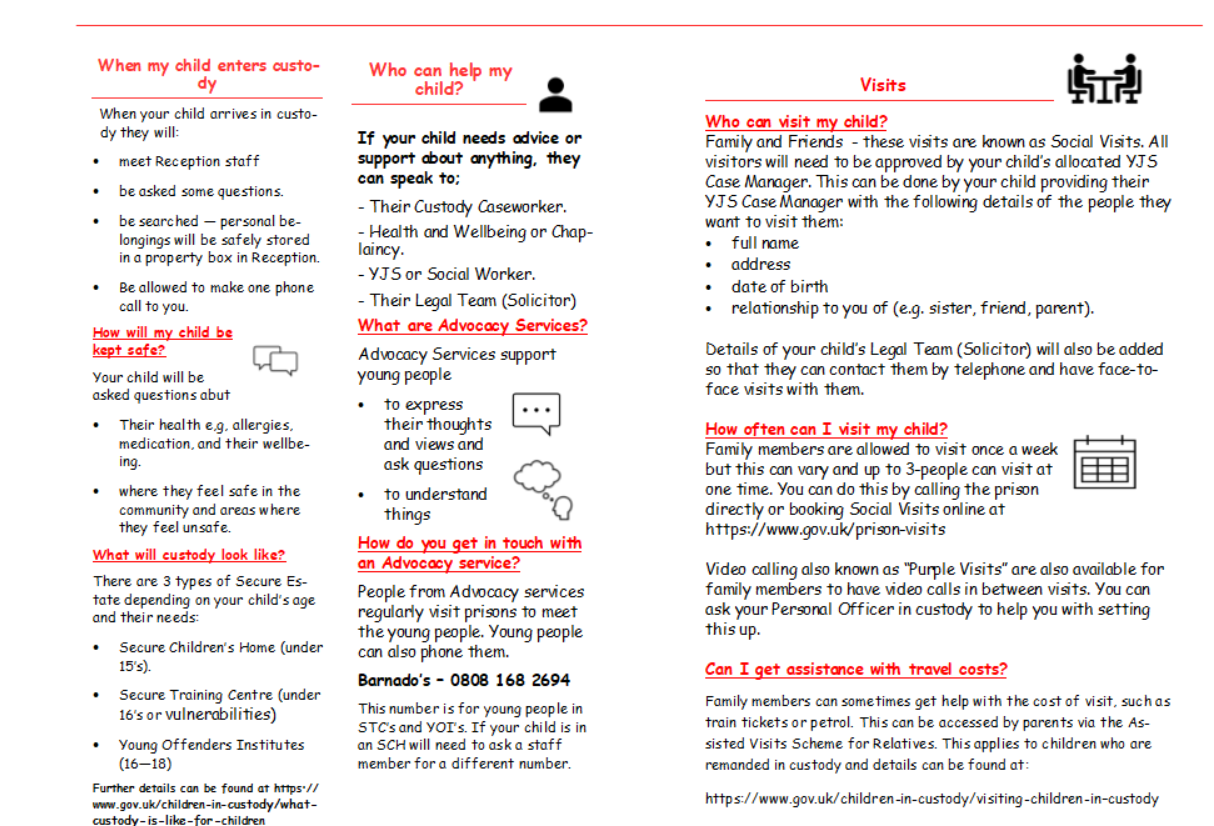 When my child enters custo-
dy
When your child arrives in custo-
dy they will:
• meet Reception staff
• be asked some questions.
• be searched — personal be-
longings will be safely stored
in a property box in Reception.
• Be allowed to make one phone
call to you.
How will my child be
kept safe?
Your child will be
asked questions abut
• Their health e,g, allergies,
medication, and their wellbe-
ing.
• where they feel safe in the
community and areas where
they feel unsafe.
What will custody look like?
There are 3 types of Secure Es-
tate depending on your child's age
and their needs:
• Secure Children's Home (under
15's).
• Secure Training Centre (under
16's or vulnerabilities)
• Young Offenders Institutes
(16—18)
Further details can be found at https://
www.gov.uk/children-in-custody/what-
custody-is-like-for-children
Who can help my
child?
If your child needs advice or
support about anything, they
can speak to;
- Their Custody Caseworker.
- Health and Wellbeing or Chap-
laincy.
- YJS or Social Worker.
- Their Legal Team (Solicitor)
What are Advocacy Services?
Advocacy Services support
young people
• to express
their thoughts
and views and
ask questions
• to understand
things
How do you get in touch with
an Advocacy service?
People from Advocacy services
regularly visit prisons to meet
the young people. Young people
can also phone them.
Barnado's – 0808 168 2694
This number is for young people in
STC's and YOI's. If your child is in
an SCH will need to ask a staff
member for a different number.
Visits
Who can visit my child?
Family and Friends - these visits are known as Social Visits. All
visitors will need to be approved by your child's allocated YJS
Case Manager. This can be done by your child providing their
YJS Case Manager with the following details of the people they
want to visit them:
• full name
• address
• date of birth
• relationship to you of (e.g. sister, friend, parent).
Details of your child's Legal Team (Solicitor) will also be added
so that they can contact them by telephone and have face-to-
face visits with them.
How often can I visit my child?
Family members are allowed to visit once a week
but this can vary and up to 3-people can visit at
one time. You can do this by calling the prison
directly or booking Social Visits online at
https://www.gov.uk/prison-visits
Video calling also known as "Purple Visits" are also available for
family members to have video calls in between visits. You can
ask your Personal Officer in custody to help you with setting
this up.
Can I get assistance with travel costs?
Family members can sometimes get help with the cost of visit, such as
train tickets or petrol. This can be accessed by parents via the As-
sisted Visits Scheme for Relatives. This applies to children who are
remanded in custody and details can be found at:
https://www.gov.uk/children-in-custody/visiting-children-in-custody